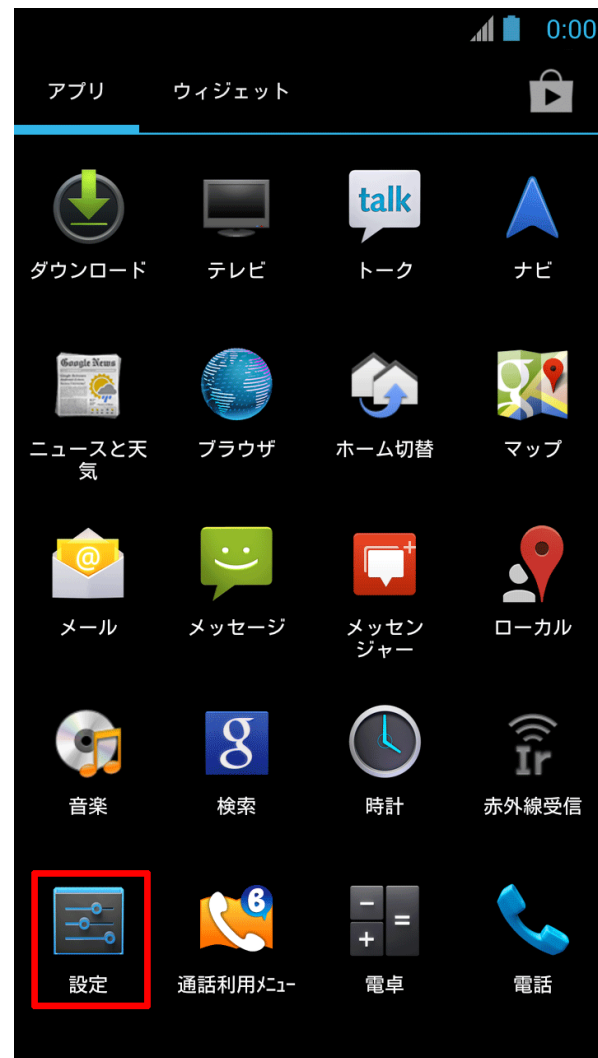 0:00
アプリ ウィジェット
talk
ダウンロード テレビ トーク ナビ
Google News
ニュースと天
気
ブラウザ ホーム切替 マップ
g
@
メール メッセージ メッセン
ジャー
ローカル
g
Ir
音楽 検索 時計 赤外線受信
設定 通話利用ﾒﾆｭｰ 電卓 電話